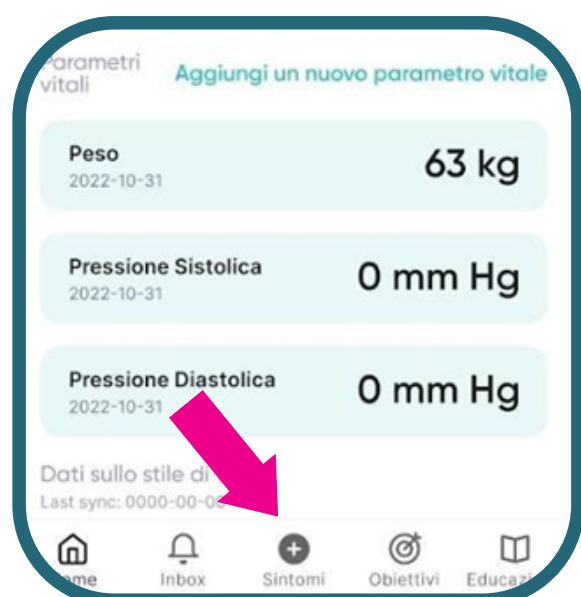 Parametri
vitali
Aggiungi un nuovo parametro vitale
Peso
63 kg
2022-10-31
Pressione Sistolica
0 mm Hg
2022-10-31
Pressione Diastolica
0 mm Hg
2022-10-31
Dati sullo stile di
Last sync: 0000-00-0
Home
Inbox
Sintomi
Obiettivi
Educazi